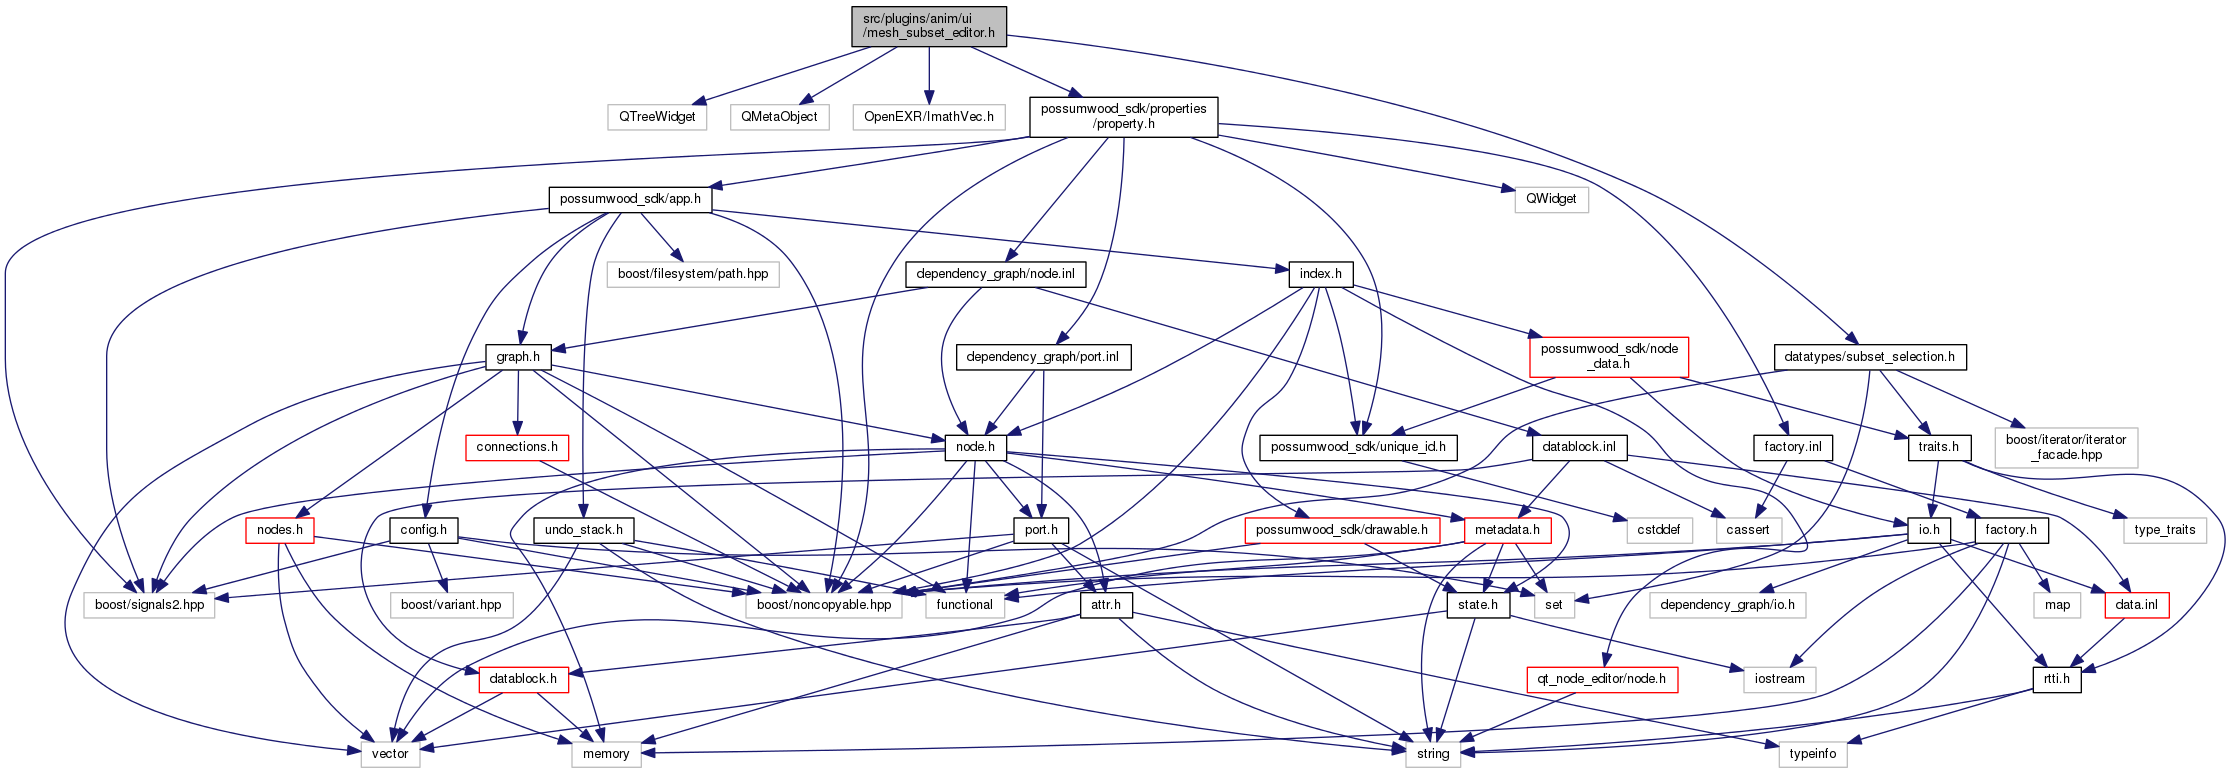 src/plugins/anim/ui
/mesh_subset_editor.h
QTreeWidget
QMetaObject
OpenEXR/ImathVec.h
possumwood_sdk/properties
/property.h
possumwood_sdk/app.h
QWidget
boost/filesystem/path.hpp
dependency_graph/node.inl
index.h
graph.h
dependency_graph/port.inl
possumwood_sdk/node
_data.h
datatypes/subset_selection.h
connections.h
node.h
possumwood_sdk/unique_id.h
datablock.inl
factory.inl
traits.h
boost/iterator/iterator
_facade.hpp
nodes.h
config.h
undo_stack.h
port.h
possumwood_sdk/drawable.h
metadata.h
cstddef
cassert
io.h
factory.h
type_traits
boost/signals2.hpp
boost/variant.hpp
boost/noncopyable.hpp
functional
attr.h
state.h
set
dependency_graph/io.h
map
data.inl
datablock.h
qt_node_editor/node.h
iostream
rtti.h
vector
memory
string
typeinfo